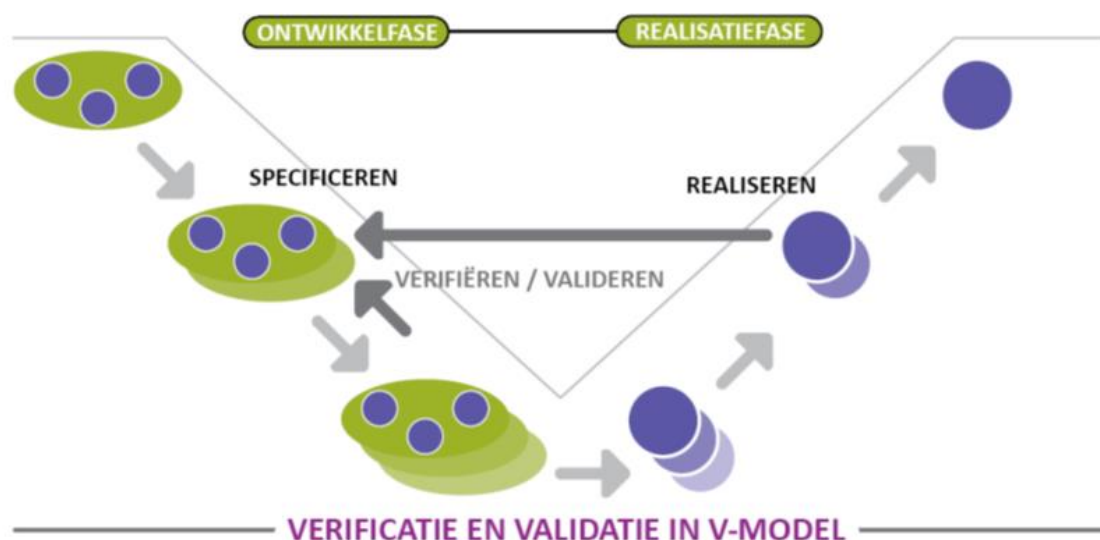 ONTWIKKELFASE
REALISATIEFASE
SPECIFICEREN
REALISEREN
VERIFIËREN / VALIDEREN
VERIFICATIE EN VALIDATIE IN V-MODEL